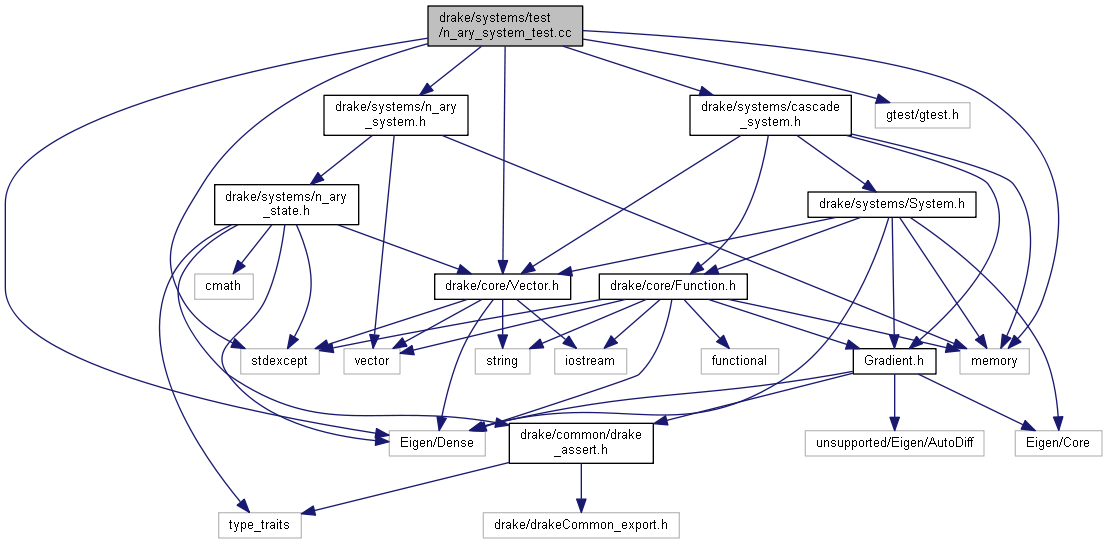 drake/systems/test
/n_ary_system_test.cc
drake/systems/n_ary
_system.h
drake/systems/cascade
_system.h
gtest/gtest.h
drake/systems/n_ary
_state.h
drake/systems/System.h
cmath
drake/core/Vector.h
drake/core/Function.h
stdexcept
vector
string
iostream
functional
Gradient.h
memory
Eigen/Dense
drake/common/drake
_assert.h
unsupported/Eigen/AutoDiff
Eigen/Core
type_traits
drake/drakeCommon_export.h